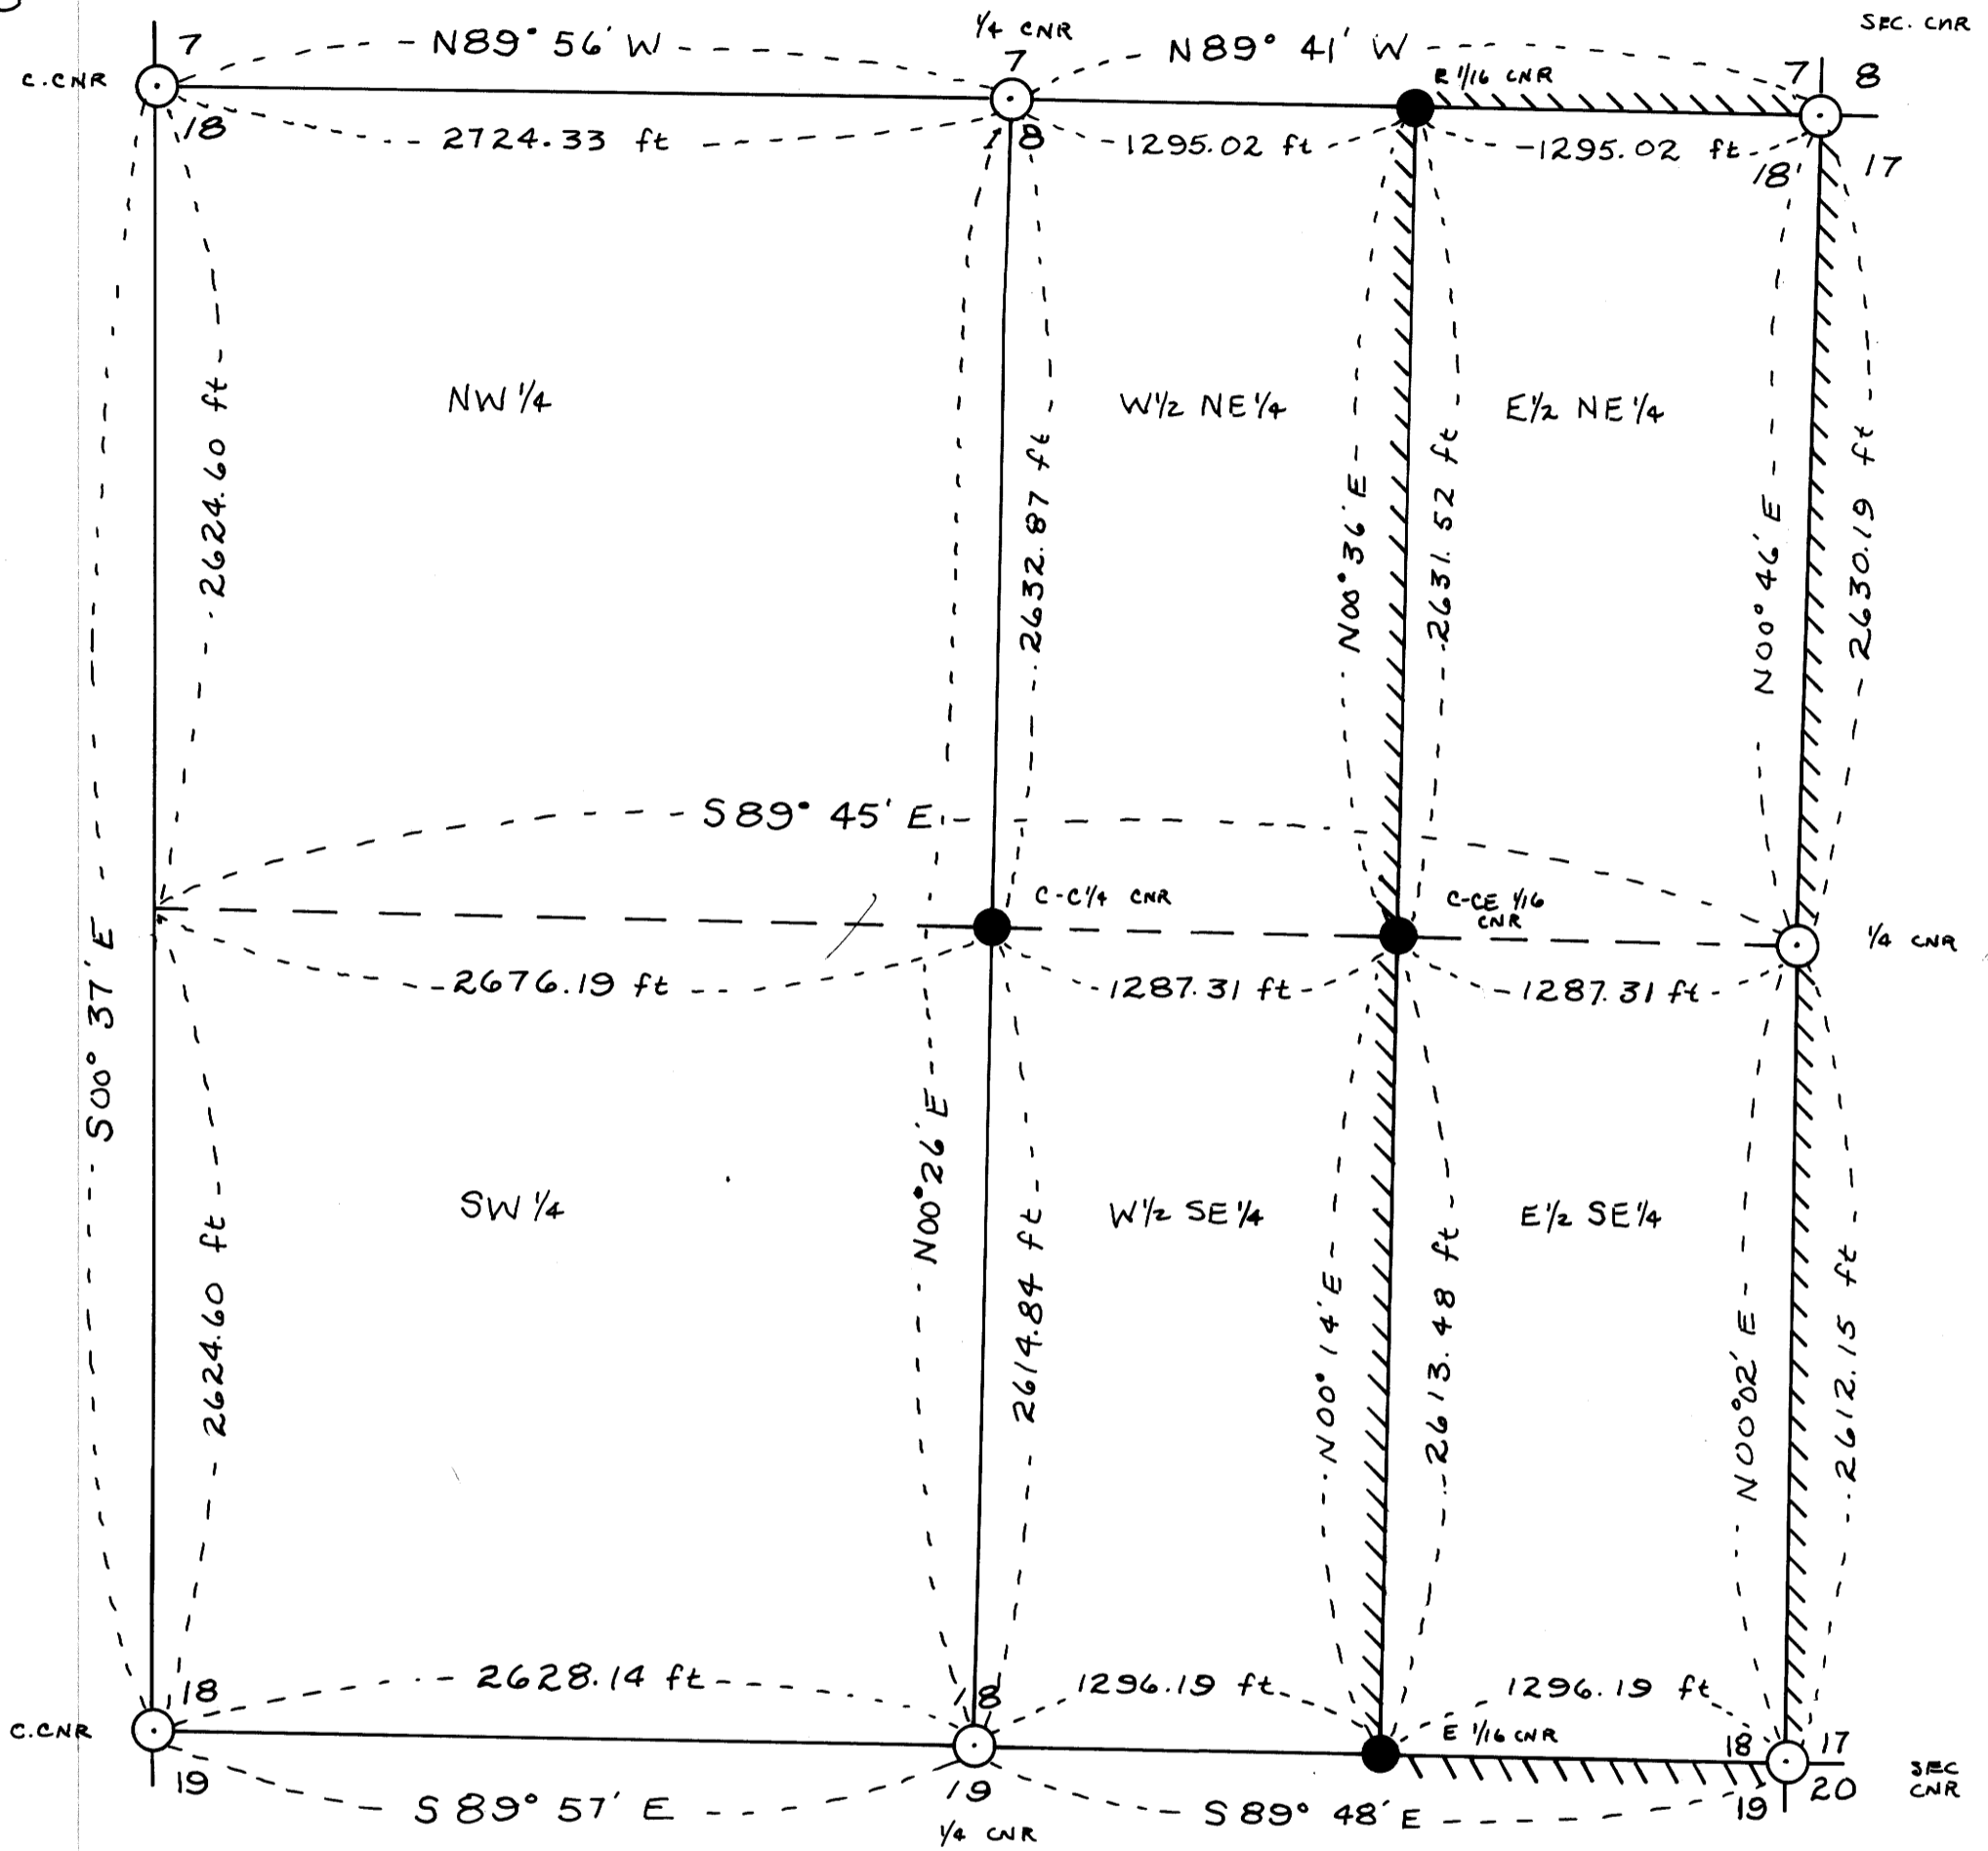 SEC. CNR
1/4 CNR
7 N89° 56' W 7 N89° 41' W 7 8
C.CNR
E 1/16 CNR
18 2724.33 ft 18 1295.02 ft 1295.02 ft 18 17
NW 1/4
W1/2 NE1/4
E1/2 NE1/4
2624.60 ft
2632.87 ft
N00° 36' E
2631.52 ft
N00° 46' E
2630.19 ft
S89° 45' E
C-C1/4 CNR
C-CE 1/16
CNR
1/4 CNR
S00° 37' E
2676.19 ft 1287.31 ft 1287.31 ft
SW 1/4
W1/2 SE1/4
E1/2 SE1/4
2624.60 ft
N00° 26' E
2614.84 ft
N00° 14' E
2613.48 ft
N00° 02' E
2612.15 ft
18 2628.14 ft 18 1296.19 ft 1296.19 ft
C.CNR
E 1/16 CNR
18 17
19 S 89° 57' E 19 S 89° 48' E 19 20
SEC
CNR
1/4 CNR